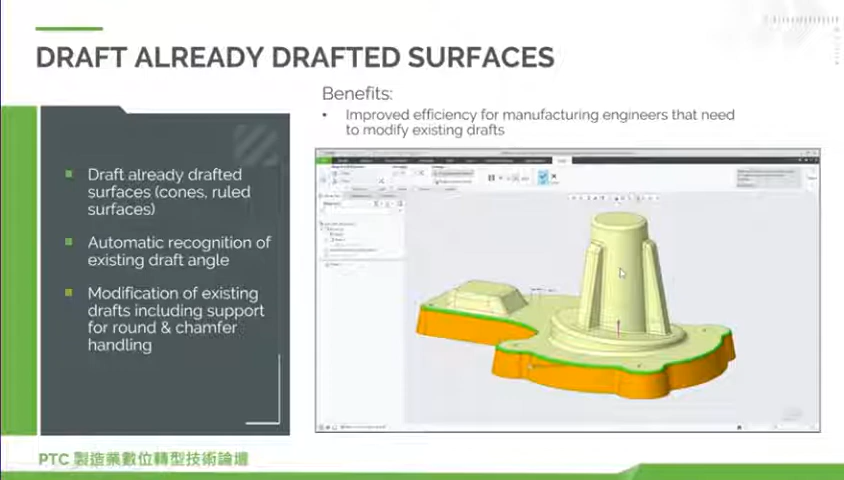 DRAFT ALREADY DRAFTED SURFACES
Benefits:
• Improved efficiency for manufacturing engineers that need
to modify existing drafts
Draft already drafted
surfaces (cones, ruled
surfaces)
Automatic recognition of
existing draft angle
Modification of existing
drafts including support
for round & chamfer
handling
PTC 製造業數位轉型技術論壇